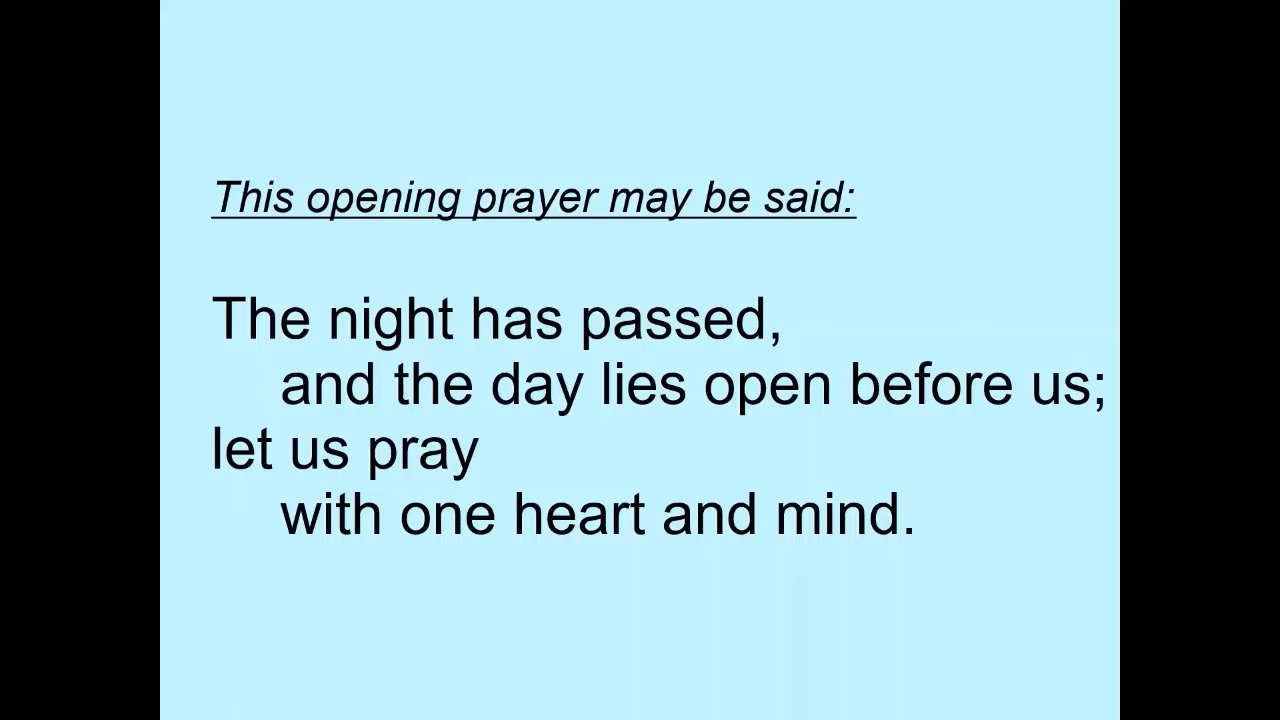 This opening prayer may be said:
The night has passed,
and the day lies open before us;
let us pray
with one heart and mind.